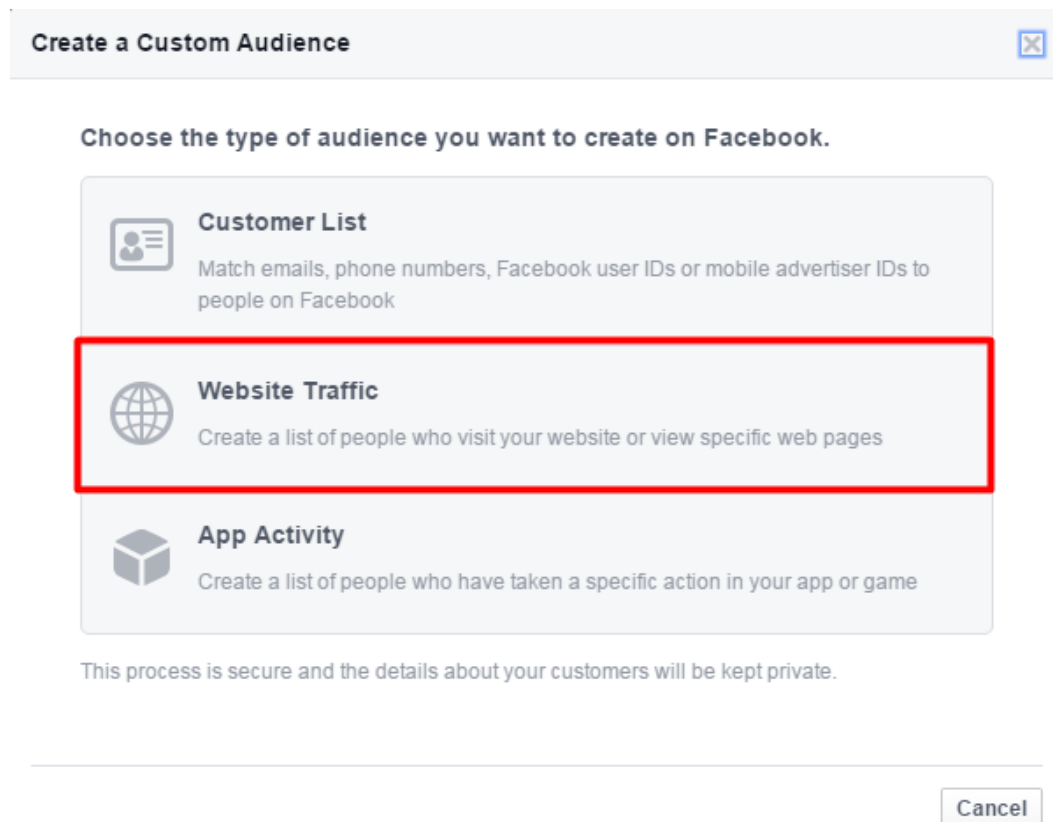 Create a Custom Audience
Choose the type of audience you want to create on Facebook.
Customer List
Match emails, phone numbers, Facebook user IDs or mobile advertiser IDs to
people on Facebook
Website Traffic
Create a list of people who visit your website or view specific web pages
App Activity
Create a list of people who have taken a specific action in your app or game
This process is secure and the details about your customers will be kept private.
Cancel